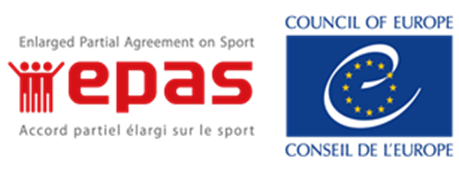 Enlarged Partial Agreement on Sport
epas
Accord partiel élargi sur le sport
COUNCIL OF EUROPE
CONSEIL DE L'EUROPE